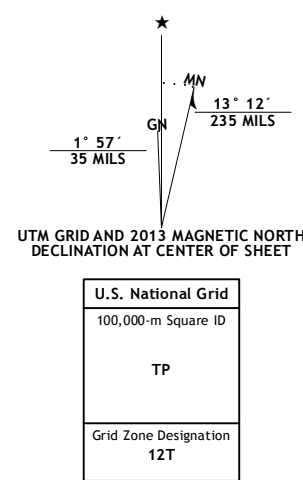 ★
MN
GN
13° 12´
235 MILS
1° 57´
35 MILS
UTM GRID AND 2013 MAGNETIC NORTH
DECLINATION AT CENTER OF SHEET
U.S. National Grid
100,000-m Square ID
TP
Grid Zone Designation
12T